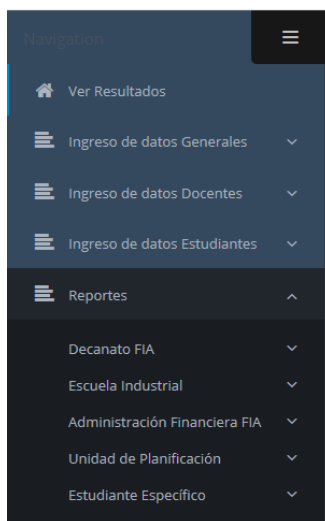 Navigation
Ver Resultados
Ingreso de datos Generales
Ingreso de datos Docentes
Ingreso de datos Estudiantes
Reportes
Decanato FIA
Escuela Industrial
Administración Financiera FIA
Unidad de Planificación
Estudiante Específico